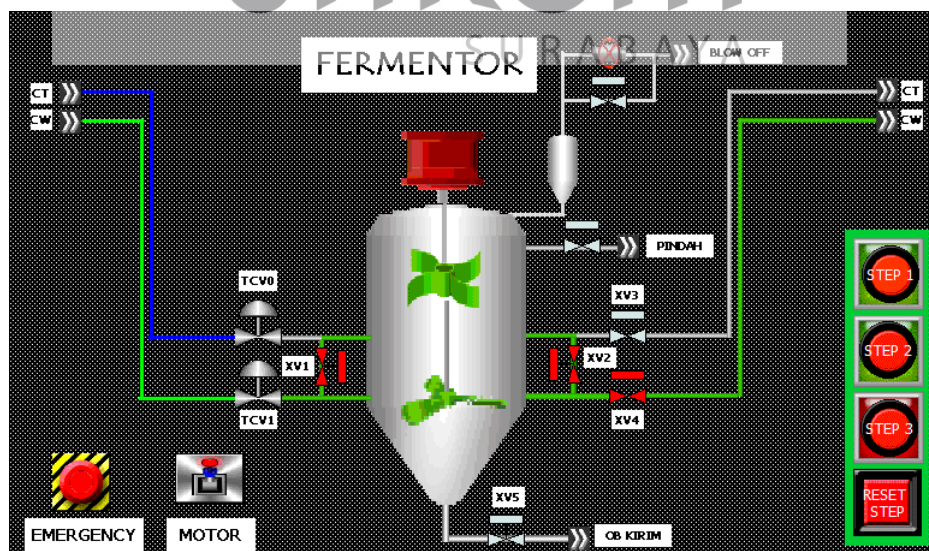 SURABAYA
FERMENTOR
BLOW OFF
CT
CW
CT
CW
PINDAH
TCV0
XV3
XV1
XV2
TCV1
XV4
STEP 1
STEP 2
STEP 3
RESET
STEP
XV5
EMERGENCY
MOTOR
OB KIRIM